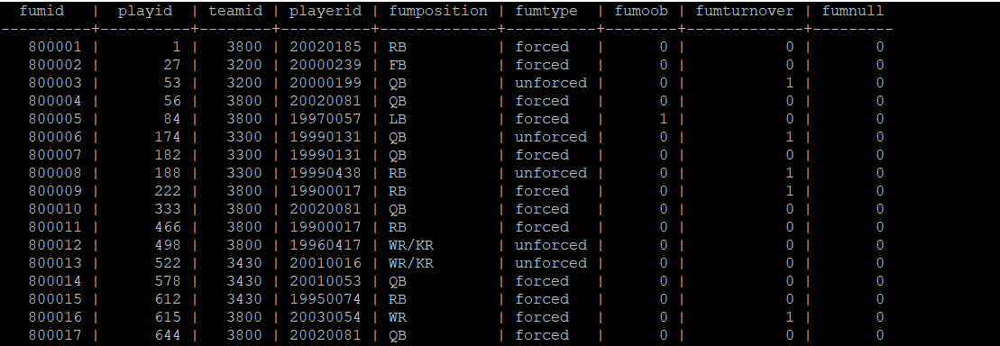 fumid | playid | teamid | playerid | fumposition | fumtype | fumoob | fumturnover | fumnull
----------+----------+--------+----------+-------------+----------+--------+-------------+---------
800001 | 1 | 3800 | 20020185 | RB | forced | 0 | 0 | 0
800002 | 27 | 3200 | 20000239 | FB | forced | 0 | 0 | 0
800003 | 53 | 3200 | 20000199 | QB | unforced | 0 | 1 | 0
800004 | 56 | 3800 | 20020081 | QB | forced | 0 | 0 | 0
800005 | 84 | 3800 | 19970057 | LB | forced | 1 | 0 | 0
800006 | 174 | 3300 | 19990131 | QB | unforced | 0 | 1 | 0
800007 | 182 | 3300 | 19990131 | QB | forced | 0 | 0 | 0
800008 | 188 | 3300 | 19990438 | RB | unforced | 0 | 1 | 0
800009 | 222 | 3800 | 19900017 | RB | forced | 0 | 1 | 0
800010 | 333 | 3800 | 20020081 | QB | forced | 0 | 0 | 0
800011 | 466 | 3800 | 19900017 | RB | forced | 0 | 0 | 0
800012 | 498 | 3800 | 19960417 | WR/KR | unforced | 0 | 0 | 0
800013 | 522 | 3430 | 20010016 | WR/KR | unforced | 0 | 0 | 0
800014 | 578 | 3430 | 20010053 | QB | forced | 0 | 0 | 0
800015 | 612 | 3430 | 19950074 | RB | forced | 0 | 0 | 0
800016 | 615 | 3800 | 20030054 | WR | forced | 0 | 1 | 0
800017 | 644 | 3800 | 20020081 | QB | forced | 0 | 0 | 0